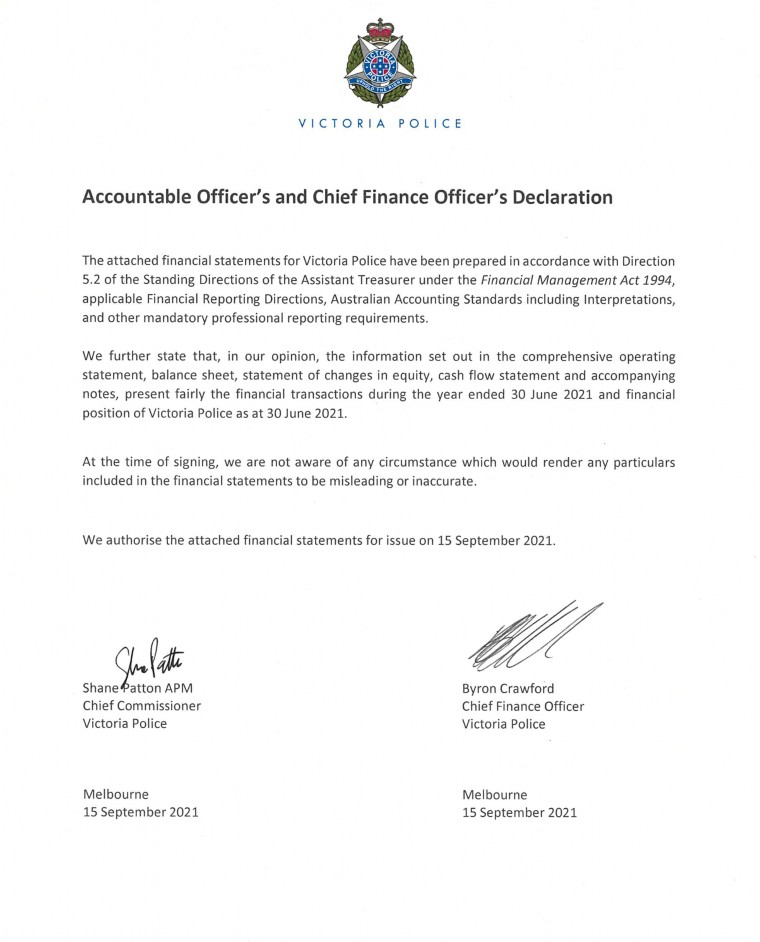 VICTORIA
POLICE
UPHOLD THE RIGHT
VICTORIA POLICE
Accountable Officer's and Chief Finance Officer's Declaration
The attached financial statements for Victoria Police have been prepared in accordance with Direction
5.2 of the Standing Directions of the Assistant Treasurer under the Financial Management Act 1994,
applicable Financial Reporting Directions, Australian Accounting Standards including Interpretations,
and other mandatory professional reporting requirements.
We further state that, in our opinion, the information set out in the comprehensive operating
statement, balance sheet, statement of changes in equity, cash flow statement and accompanying
notes, present fairly the financial transactions during the year ended 30 June 2021 and financial
position of Victoria Police as at 30 June 2021.
At the time of signing, we are not aware of any circumstance which would render any particulars
included in the financial statements to be misleading or inaccurate.
We authorise the attached financial statements for issue on 15 September 2021.
Shane Patton APM
Chief Commissioner
Victoria Police
Melbourne
15 September 2021
Byron Crawford
Chief Finance Officer
Victoria Police
Melbourne
15 September 2021